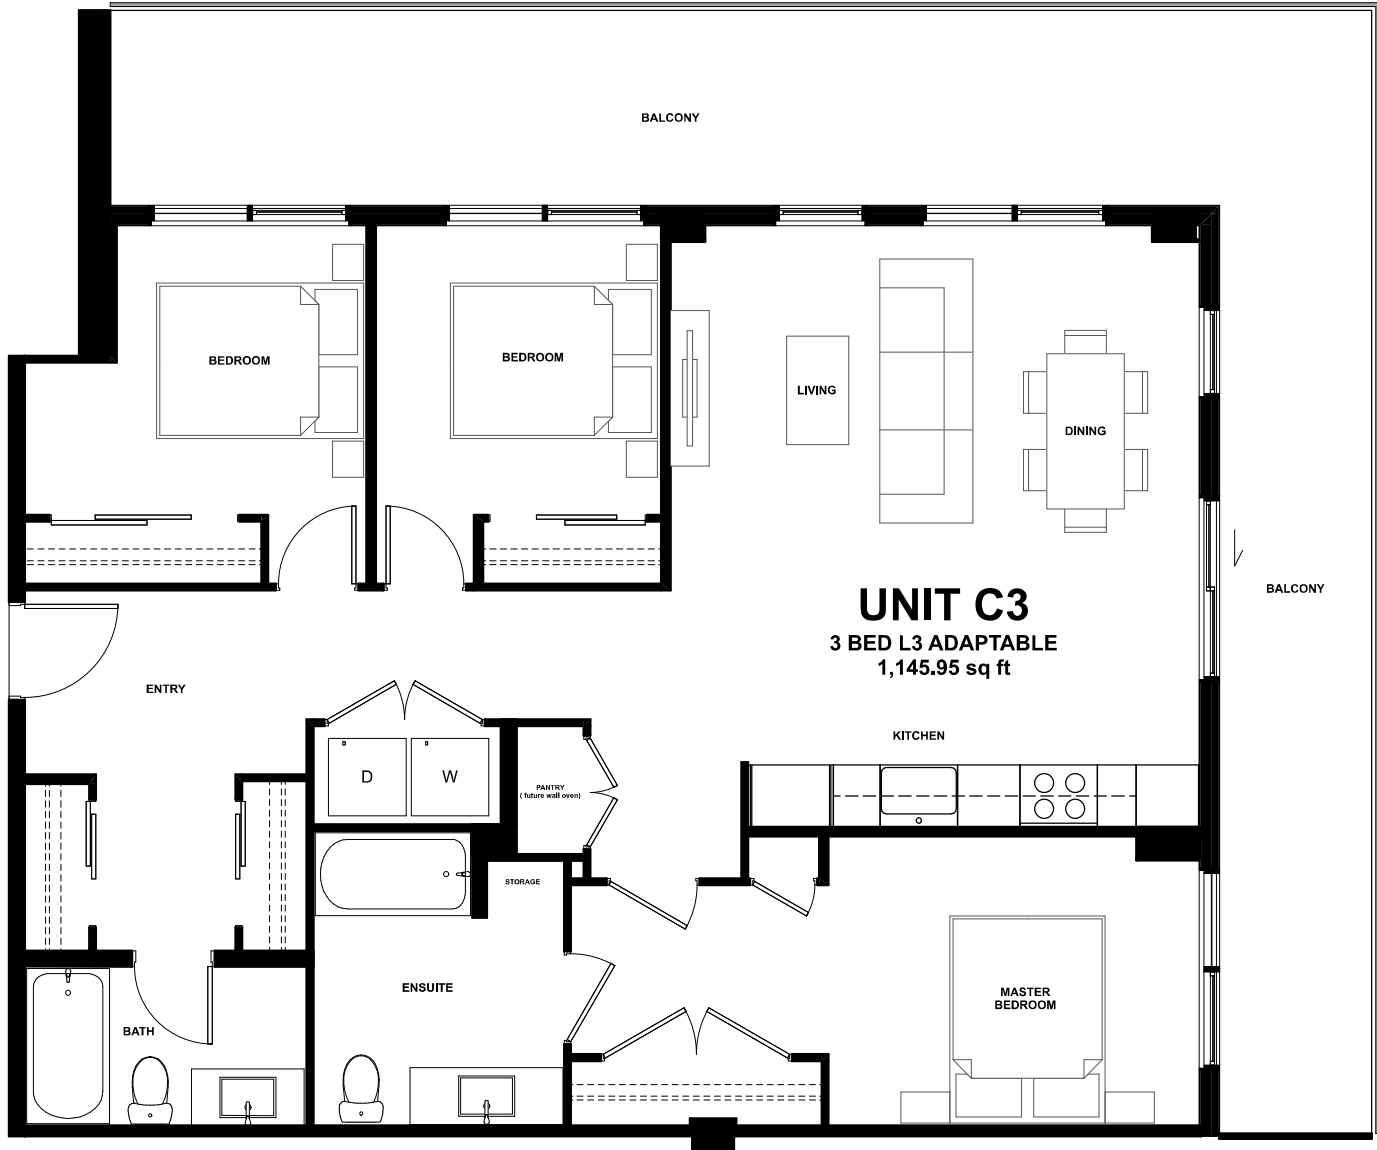 BALCONY
BEDROOM
BEDROOM
LIVING
DINING
UNIT C3
3 BED L3 ADAPTABLE
1,145.95 sq ft
BALCONY
ENTRY
KITCHEN
D
W
PANTRY
( future wall oven)
STORAGE
ENSUITE
MASTER
BEDROOM
BATH